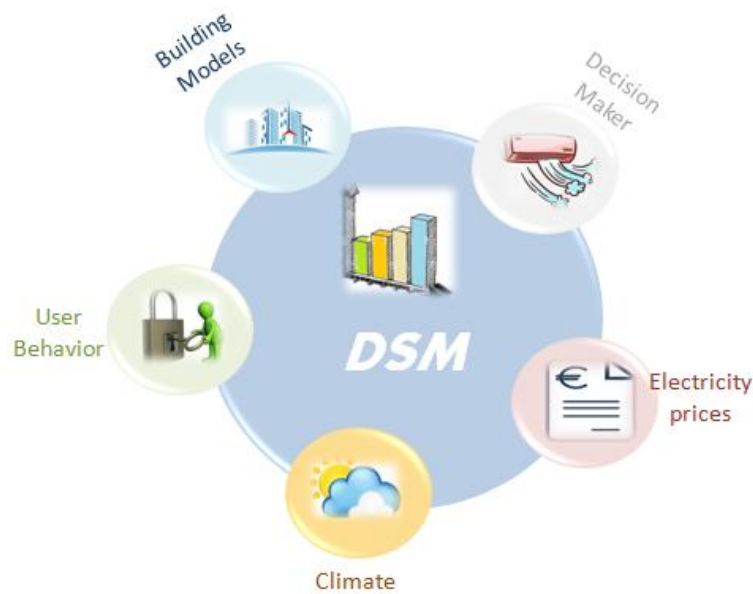 Building
Models
Decision
Maker
User
Behavior
DSM
€
Electricity
prices
Climate